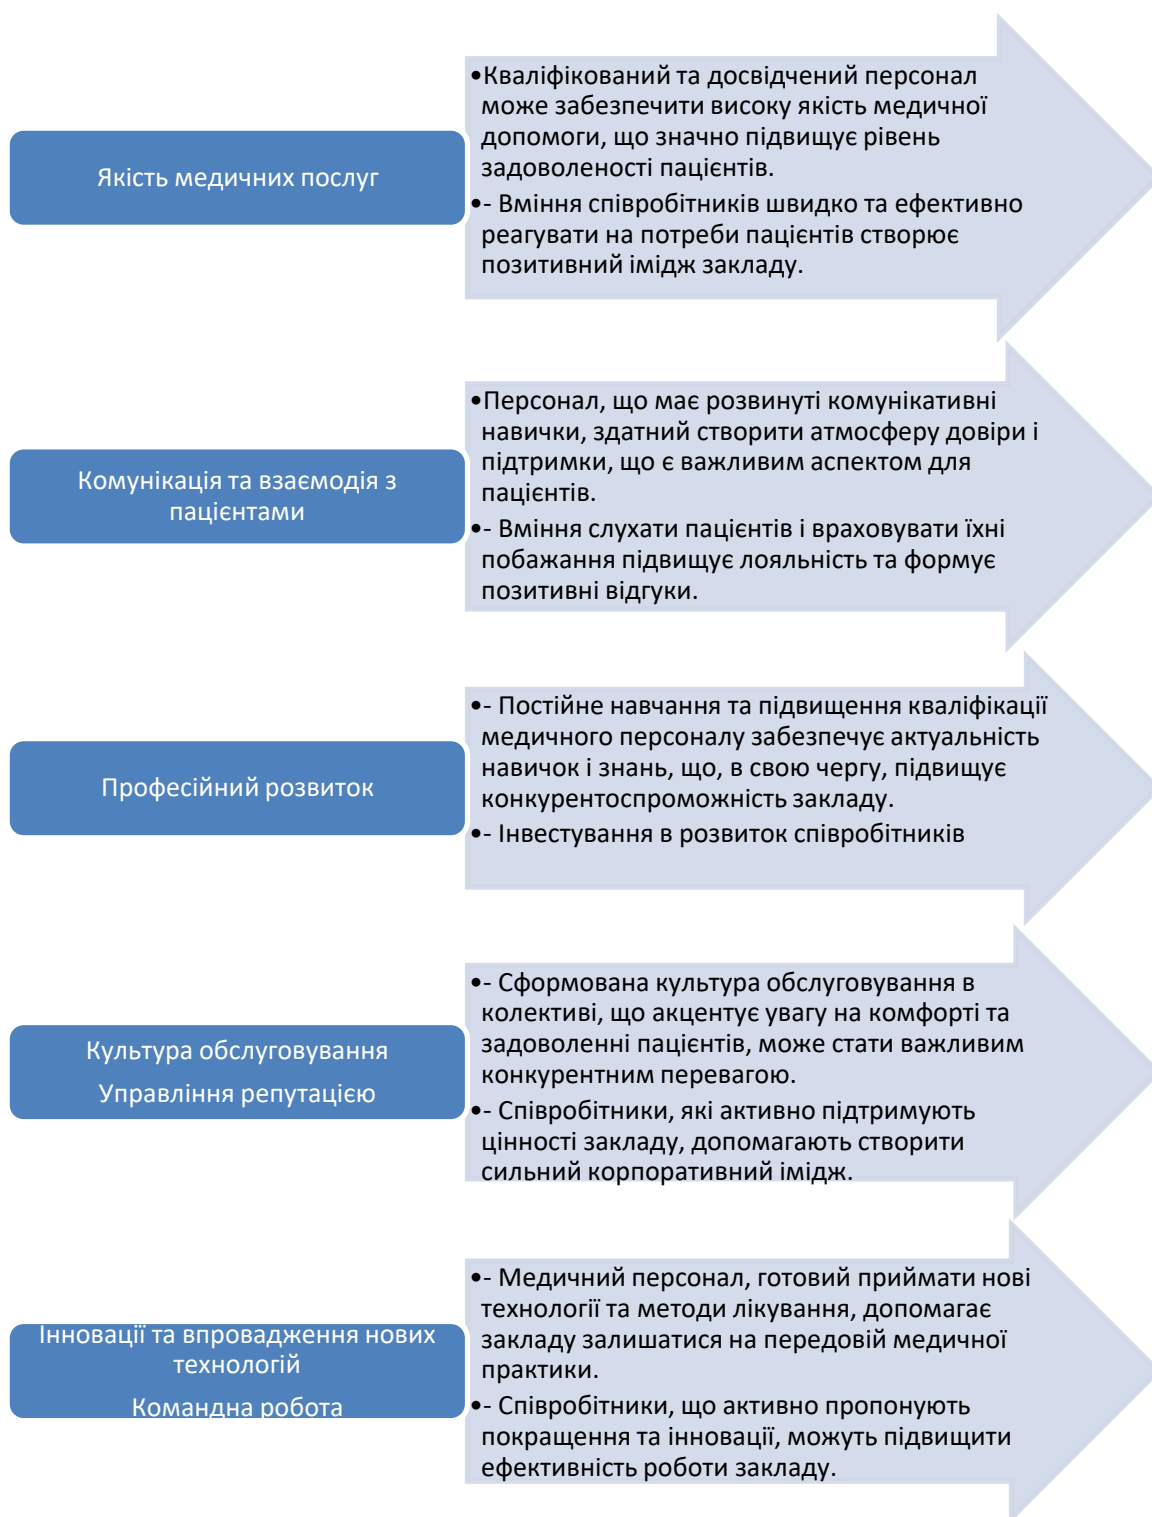 Якість медичних послуг
•Кваліфікований та досвідчений персонал
може забезпечити високу якість медичної
допомоги, що значно підвищує рівень
задоволеності пацієнтів.
•- Вміння співробітників швидко та ефективно
реагувати на потреби пацієнтів створює
позитивний імідж закладу.
Комунікація та взаємодія з
пацієнтами
•Персонал, що має розвинуті комунікативні
навички, здатний створити атмосферу довіри і
підтримки, що є важливим аспектом для
пацієнтів.
•- Вміння слухати пацієнтів і враховувати їхні
побажання підвищує лояльність та формує
позитивні відгуки.
Професійний розвиток
•- Постійне навчання та підвищення кваліфікації
медичного персоналу забезпечує актуальність
навичок і знань, що, в свою чергу, підвищує
конкурентоспроможність закладу.
•- Інвестування в розвиток співробітників
Культура обслуговування
Управління репутацією
•- Сформована культура обслуговування в
колективі, що акцентує увагу на комфорті та
задоволенні пацієнтів, може стати важливим
конкурентним перевагою.
•- Співробітники, які активно підтримують
цінності закладу, допомагають створити
сильний корпоративний імідж.
Інновації та впровадження нових
технологій
Командна робота
•- Медичний персонал, готовий приймати нові
технології та методи лікування, допомагає
закладу залишатися на передовій медичної
практики.
•- Співробітники, що активно пропонують
покращення та інновації, можуть підвищити
ефективність роботи закладу.